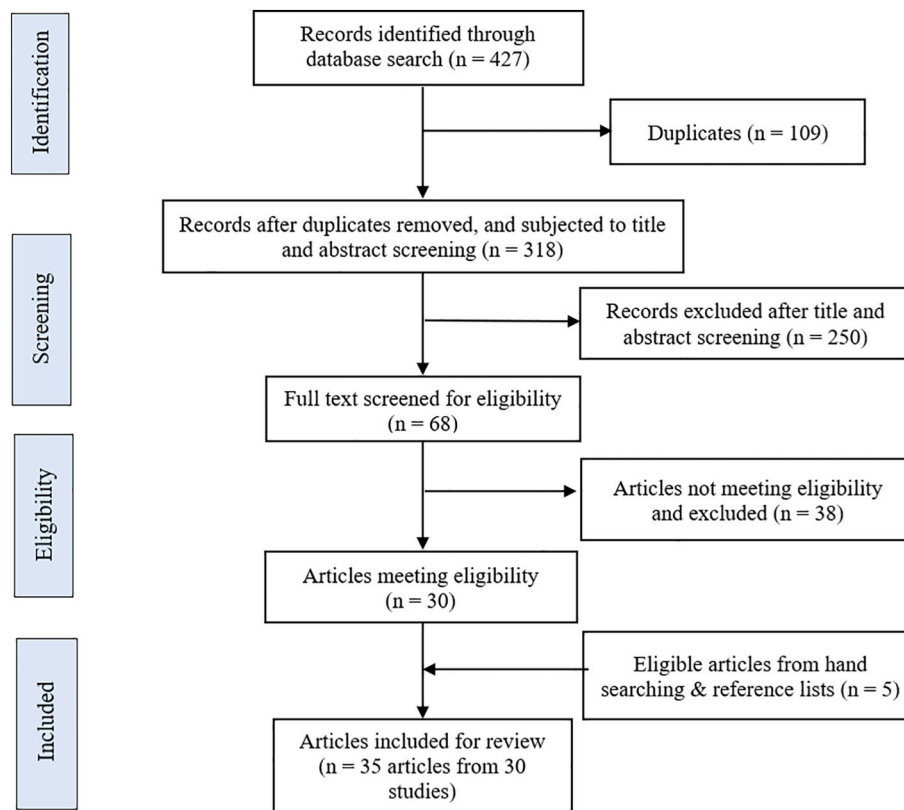 Identification
Records identified through
database search (n = 427)
Duplicates (n = 109)
Screening
Records after duplicates removed, and subjected to title
and abstract screening (n = 318)
Records excluded after title and
abstract screening (n = 250)
Full text screened for eligibility
(n = 68)
Eligibility
Articles not meeting eligibility
and excluded (n = 38)
Articles meeting eligibility
(n = 30)
Included
Eligible articles from hand
searching & reference lists (n = 5)
Articles included for review
(n = 35 articles from 30
studies)